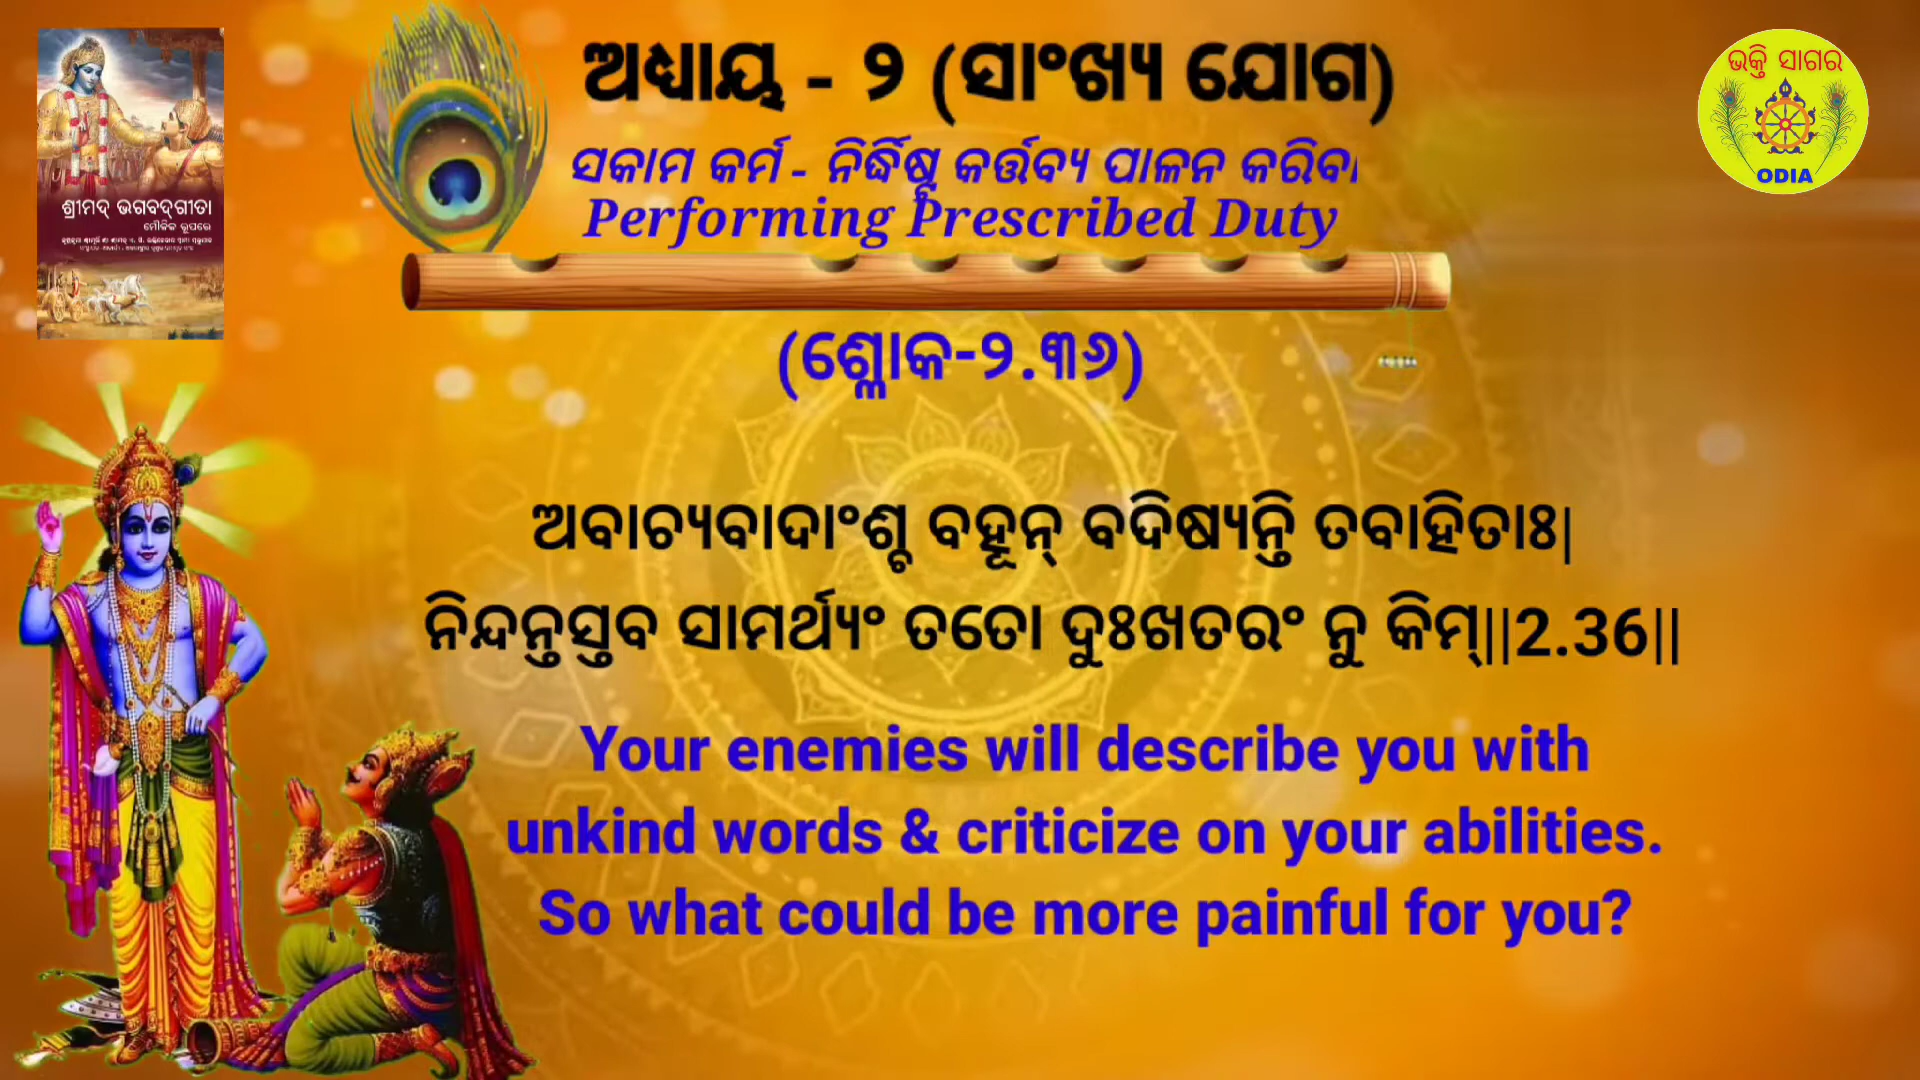 ଅଧ୍ୟାୟ - ୨ (ସାଂଖ୍ୟ ଯୋଗ)
ସକାମ କର୍ମ - ନିର୍ଦ୍ଧିଷ୍ଟ କର୍ତ୍ତବ୍ୟ ପାଳନ କରିବା
Performing Prescribed Duty
ଭକ୍ତି ସାଗର
ODIA
ଶ୍ରୀମଦ୍ ଭଗବଦ୍‌ଗୀତା
ମୌଳିକ ରୂପରେ
(ଶ୍ଳୋକ-୨.୩୬)
ଅବାଚ୍ୟବାଦାଂଶ୍ଚ ବହୂନ୍ ବଦିଷ୍ୟନ୍ତି ତବାହିତାଃ|
ନିନ୍ଦନ୍ତସ୍ତବ ସାମର୍ଥ୍ୟଂ ତତୋ ଦୁଃଖତରଂ ନୁ କିମ୍||2.36||
Your enemies will describe you with
unkind words & criticize on your abilities.
So what could be more painful for you?